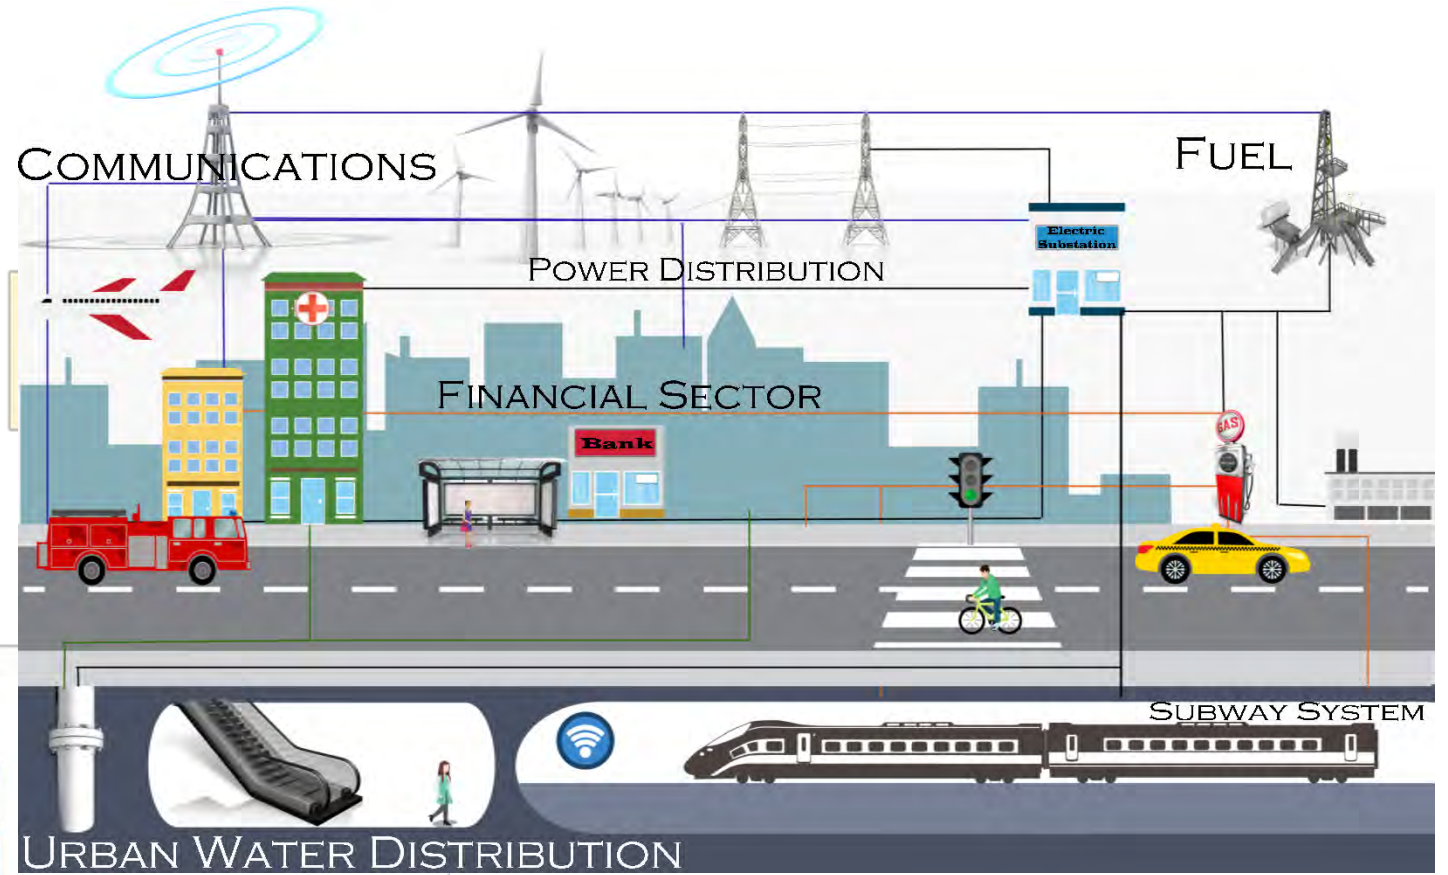 COMMUNICATIONS
FUEL
Electric
Substation
POWER DISTRIBUTION
FINANCIAL SECTOR
GAS
Bank
SUBWAY SYSTEM
URBAN WATER DISTRIBUTION